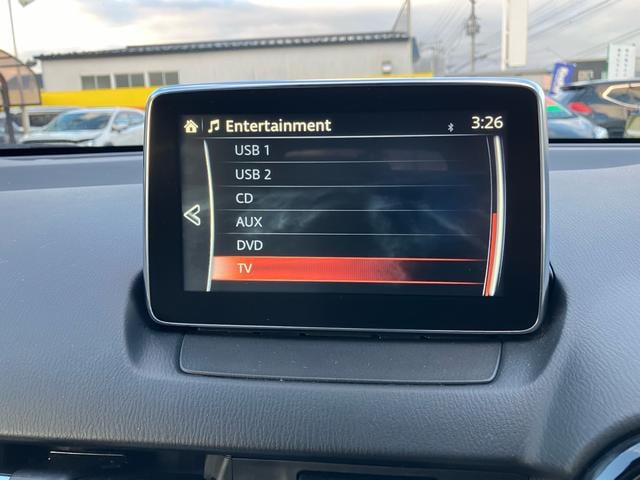 Entertainment 3:26
USB 1
USB 2
CD
AUX
DVD
TV